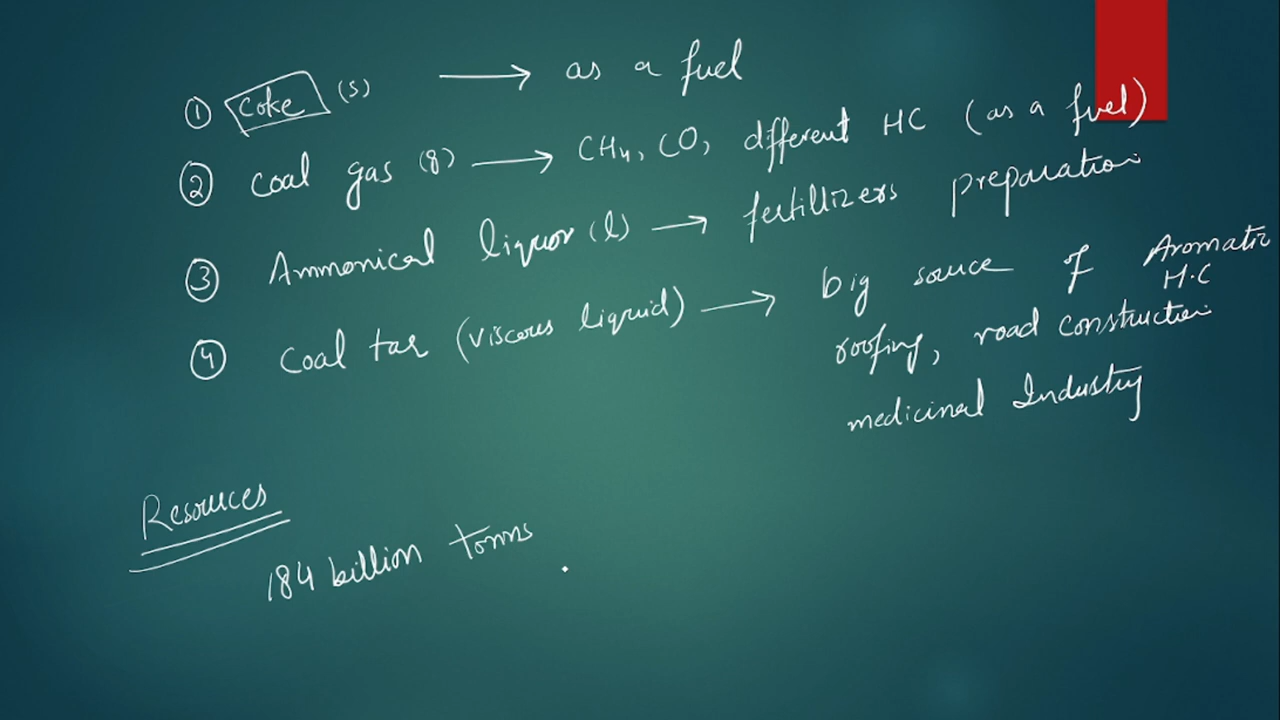 ① Coke (s) → as a fuel
② Coal gas (g) → CH4, CO, different HC (as a fuel)
③ Ammonical liquor (l) → fertillizers preparation
④ Coal tar (viscous liquid) → big source of Aromatic H.C
roofing, road construction
medicinal Industry
Resources
184 billion tonns